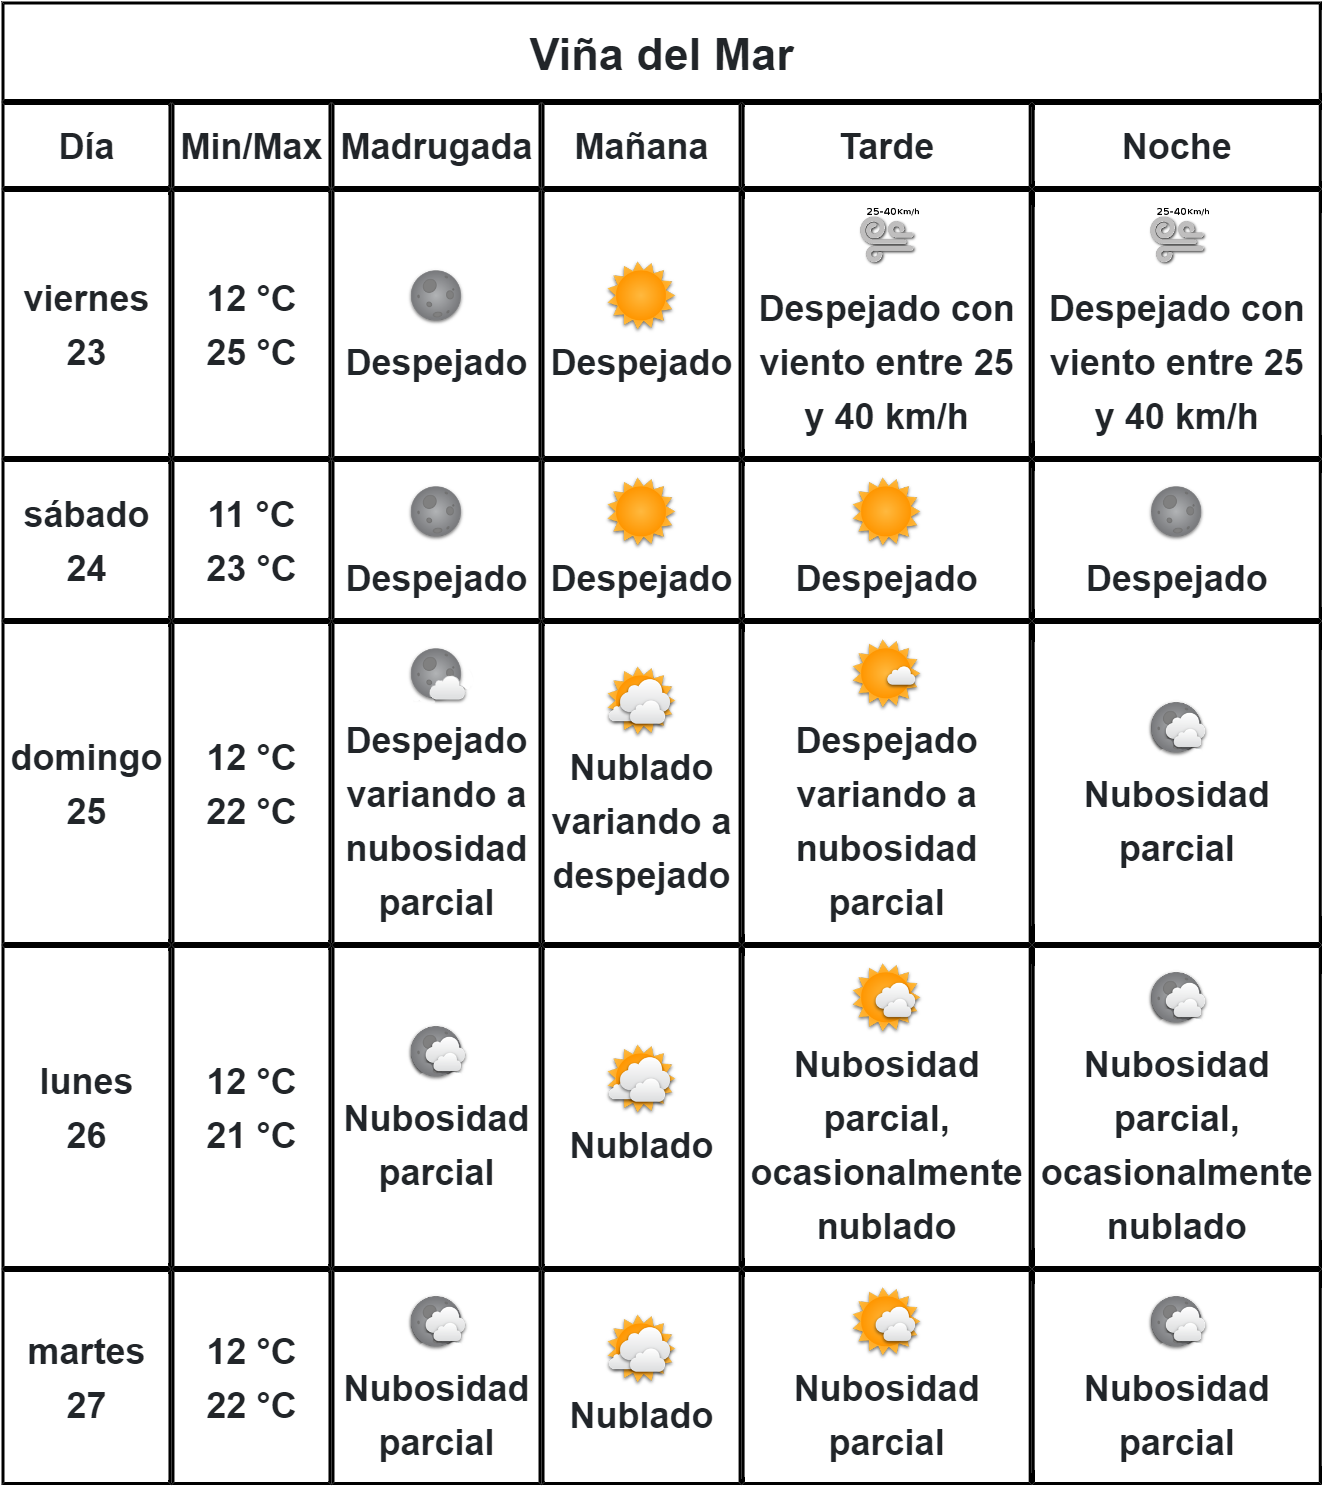 Viña del Mar
Día Min/Max Madrugada Mañana Tarde Noche
viernes
23
12 °C
25 °C
Despejado
Despejado
25-40Km/h
Despejado con
viento entre 25
y 40 km/h
25-40Km/h
Despejado con
viento entre 25
y 40 km/h
sábado
24
11 °C
23 °C
Despejado
Despejado
Despejado
Despejado
domingo
25
12 °C
22 °C
Despejado
variando a
nubosidad
parcial
Nublado
variando a
despejado
Despejado
variando a
nubosidad
parcial
Nubosidad
parcial
lunes
26
12 °C
21 °C
Nubosidad
parcial
Nublado
Nubosidad
parcial,
ocasionalmente
nublado
Nubosidad
parcial,
ocasionalmente
nublado
martes
27
12 °C
22 °C
Nubosidad
parcial
Nublado
Nubosidad
parcial
Nubosidad
parcial